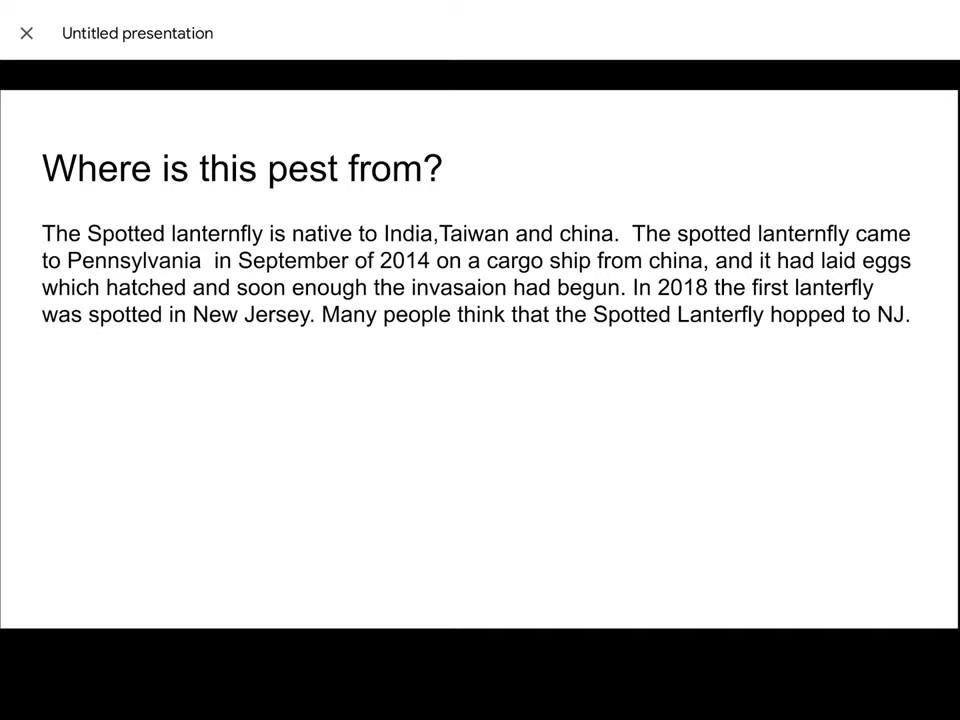 Untitled presentation
Where is this pest from?
The Spotted lanternfly is native to India,Taiwan and china.  The spotted lanternfly came
to Pennsylvania  in September of 2014 on a cargo ship from china, and it had laid eggs
which hatched and soon enough the invasaion had begun. In 2018 the first lanterfly
was spotted in New Jersey. Many people think that the Spotted Lanterfly hopped to NJ.